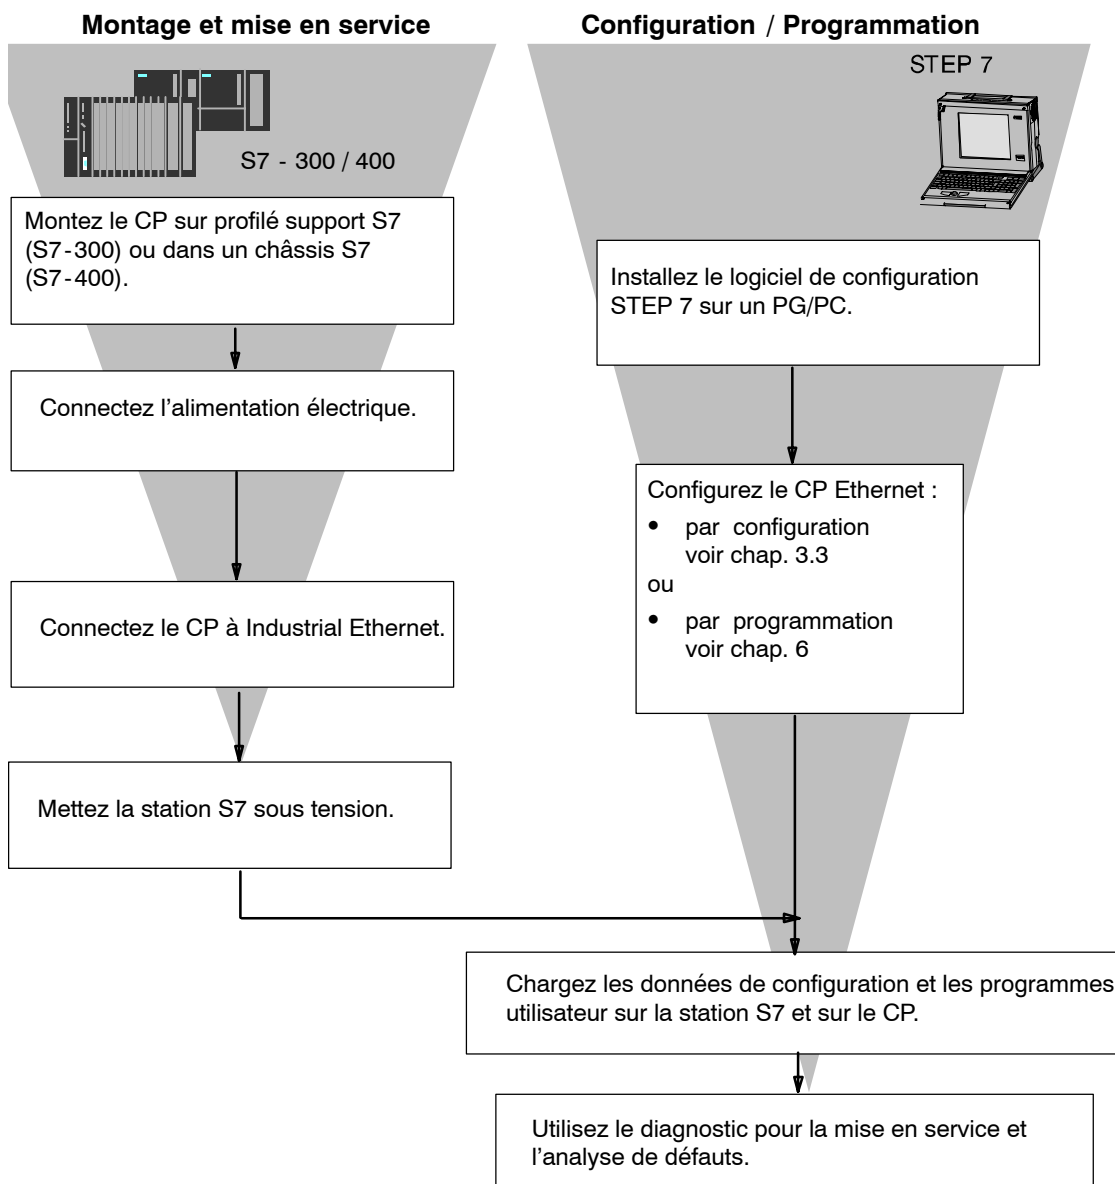 Montage et mise en service
Configuration / Programmation
STEP 7
S7 - 300 / 400
Montez le CP sur profilé support S7
(S7-300) ou dans un châssis S7
(S7-400).
Installez le logiciel de configuration
STEP 7 sur un PG/PC.
Connectez l’alimentation électrique.
Configurez le CP Ethernet :
• par configuration
voir chap. 3.3
ou
• par programmation
voir chap. 6
Connectez le CP à Industrial Ethernet.
Mettez la station S7 sous tension.
Chargez les données de configuration et les programmes
utilisateur sur la station S7 et sur le CP.
Utilisez le diagnostic pour la mise en service et
l’analyse de défauts.